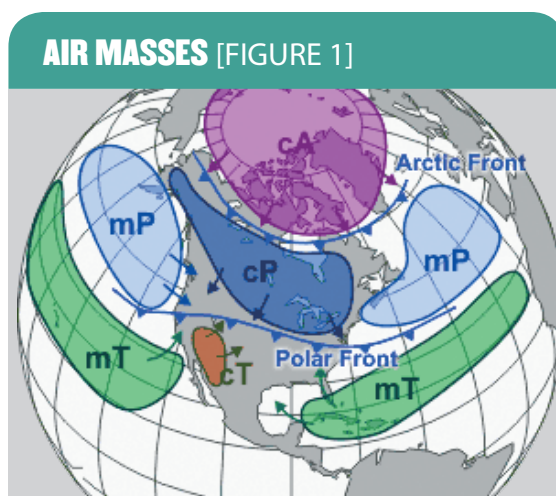 AIR MASSES [FIGURE 1]
cA
Arctic Front
mP
cP
mP
mT
cT
Polar Front
mT